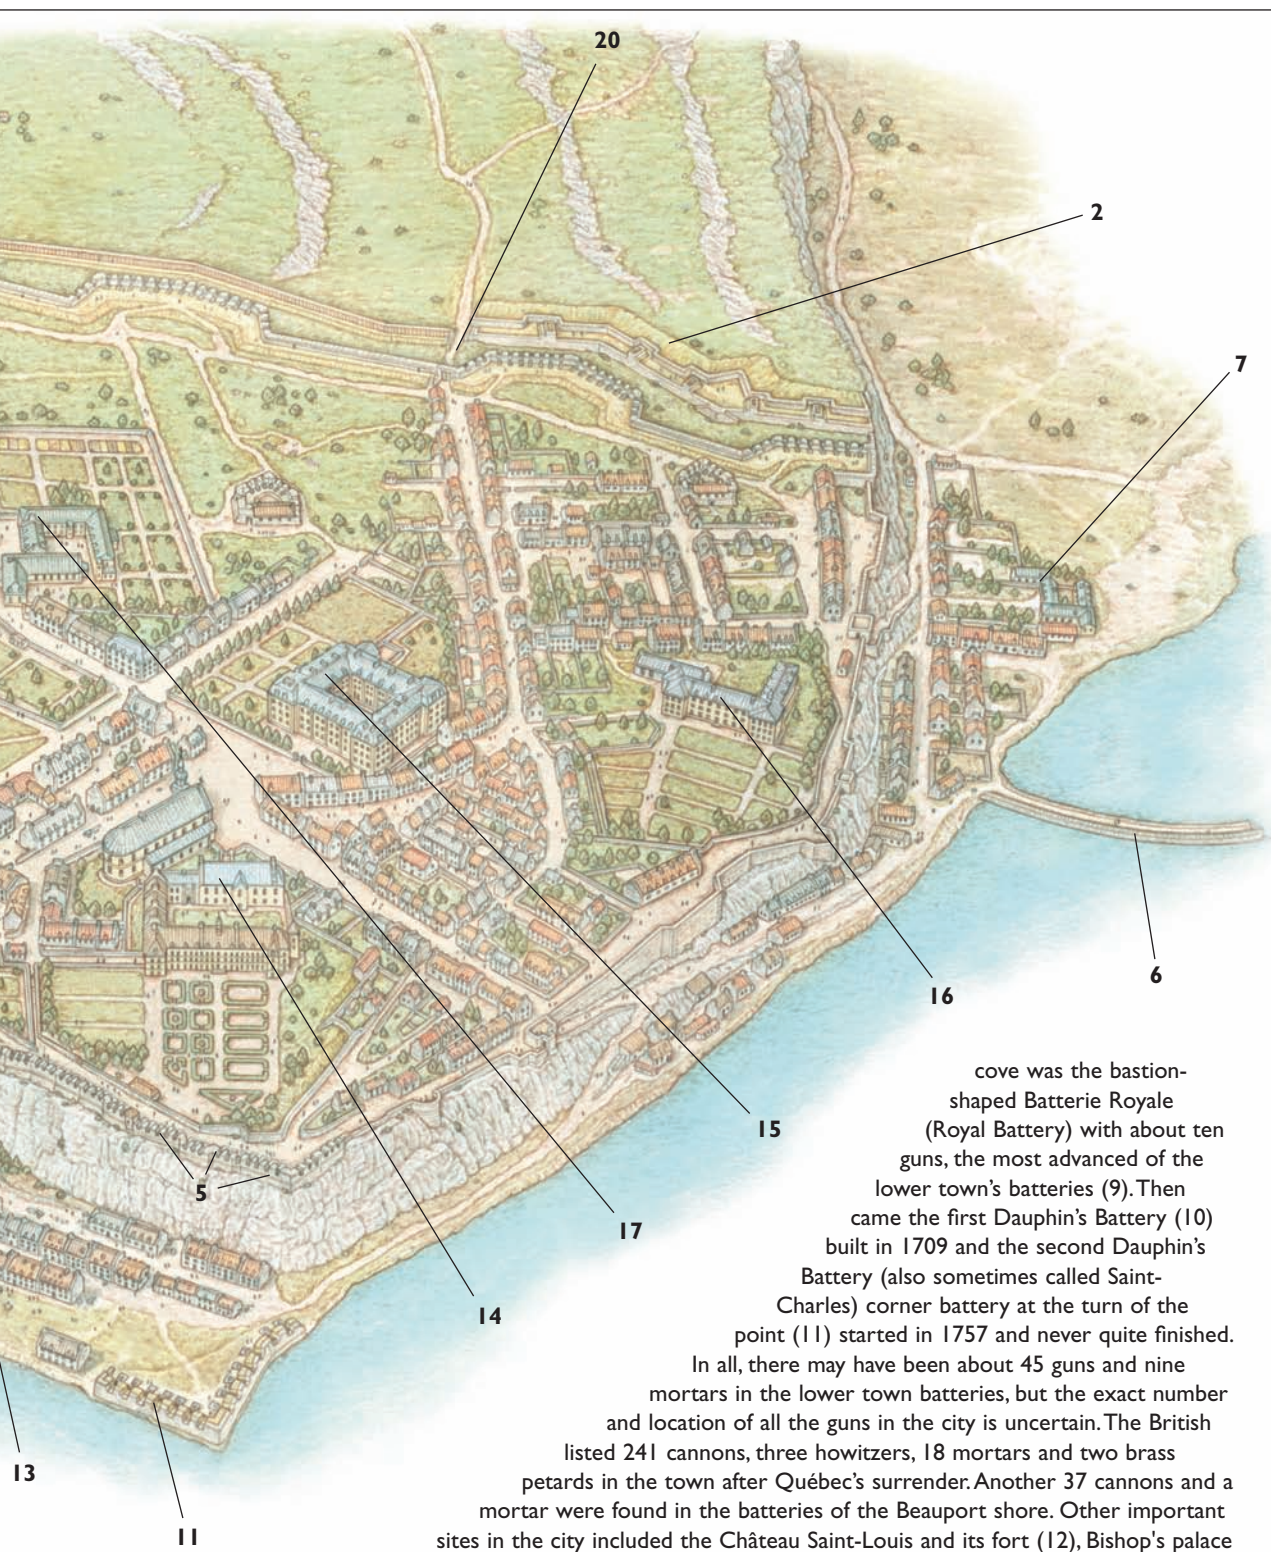 20
2
7
6
16
15
5
17
14
13
11
cove was the bastion-
shaped Batterie Royale
(Royal Battery) with about ten
guns, the most advanced of the
lower town's batteries (9). Then
came the first Dauphin's Battery (10)
built in 1709 and the second Dauphin's
Battery (also sometimes called Saint-
Charles) corner battery at the turn of the
point (11) started in 1757 and never quite finished.
In all, there may have been about 45 guns and nine
mortars in the lower town batteries, but the exact number
and location of all the guns in the city is uncertain. The British
listed 241 cannons, three howitzers, 18 mortars and two brass
petards in the town after Québec's surrender. Another 37 cannons and a
mortar were found in the batteries of the Beauport shore. Other important
sites in the city included the Château Saint-Louis and its fort (12), Bishop's palace